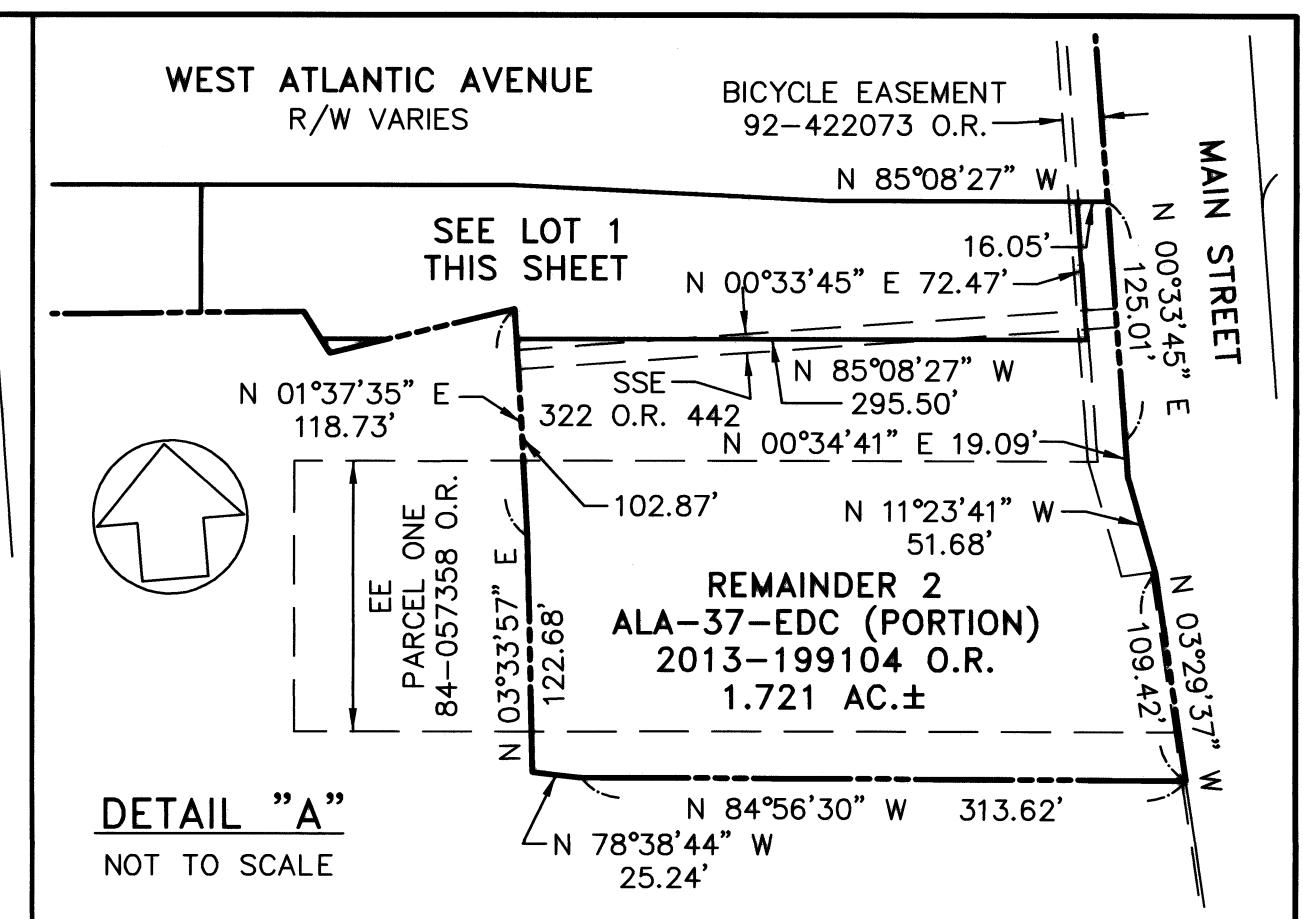 WEST ATLANTIC AVENUE
R/W VARIES
BICYCLE EASEMENT
92-422073 O.R.
MAIN STREET
N 85°08'27" W
16.05'
SEE LOT 1
THIS SHEET
N 00°33'45" E 72.47'
N 00°33'45" E
125.01'
N 01°37'35" E
118.73'
SSE
322 O.R. 442
N 85°08'27" W
295.50'
N 00°34'41" E 19.09'
102.87'
N 11°23'41" W
51.68'
EE
PARCEL ONE
84-057358 O.R.
N 03°33'57" E
122.68'
REMAINDER 2
ALA-37-EDC (PORTION)
2013-199104 O.R.
1.721 AC.±
N 03°29'37" W
109.42'
DETAIL "A"
NOT TO SCALE
N 84°56'30" W 313.62'
N 78°38'44" W
25.24'